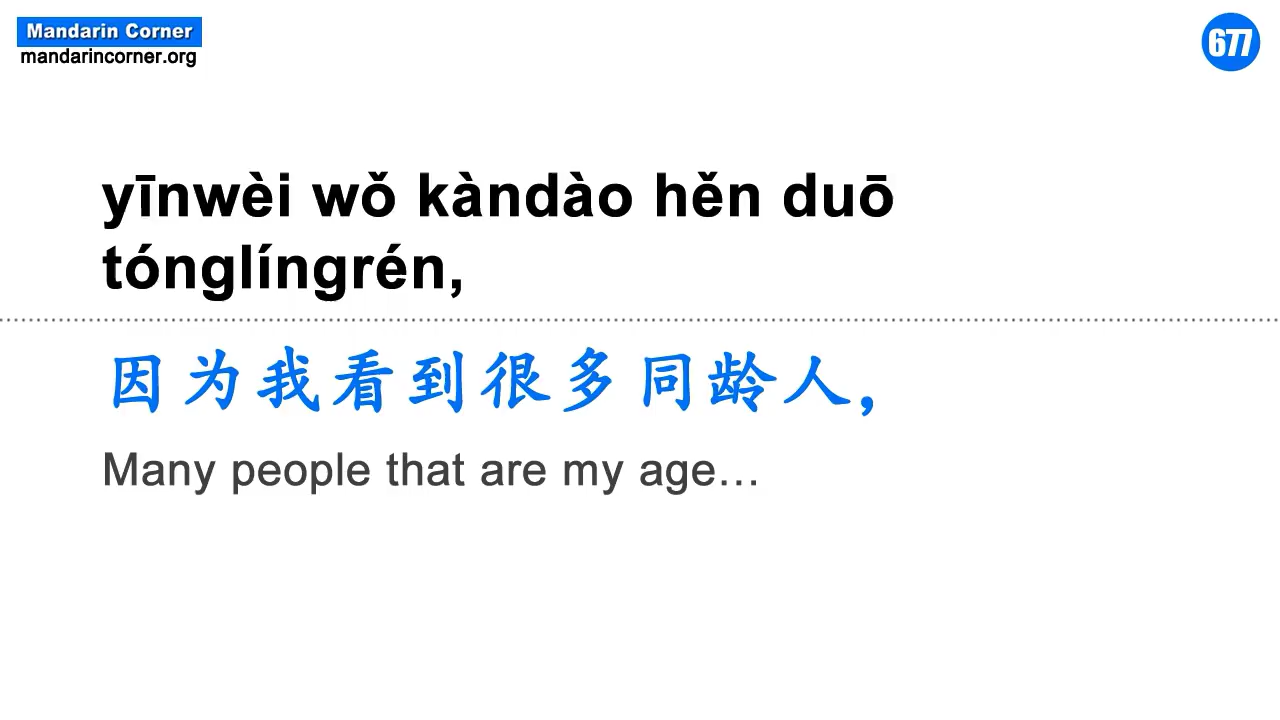 Mandarin Corner
mandarincorner.org
677
yīnwèi wǒ kàndào hěn duō
tónglíngrén,
因为我看到很多同龄人,
Many people that are my age...